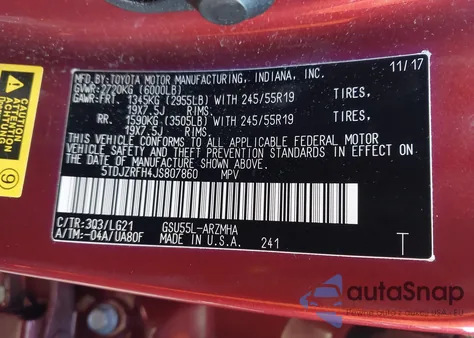 MFD.BY:TOYOTA MOTOR MANUFACTURING, INDIANA, INC. 11/17
GVWR:2720KG (6000LB)
GAWR:FRT. 1345KG (2955LB) WITH 245/55R19 TIRES,
19X7.5J RIMS.
RR. 1590KG (3505LB) WITH 245/55R19 TIRES,
19X7.5J RIMS.
THIS VEHICLE CONFORMS TO ALL APPLICABLE FEDERAL MOTOR
VEHICLE SAFETY AND THEFT PREVENTION STANDARDS IN
EFFECT ON THE DATE OF MANUFACTURE SHOWN ABOVE.
5TDJZRFH4JS807860 MPV
C/TR:3Q3/LG21 GSU55L-ARZMHA
A/TM:-04A/UA80F MADE IN U.S.A. 241 T
CAUTION
9
autoSnap